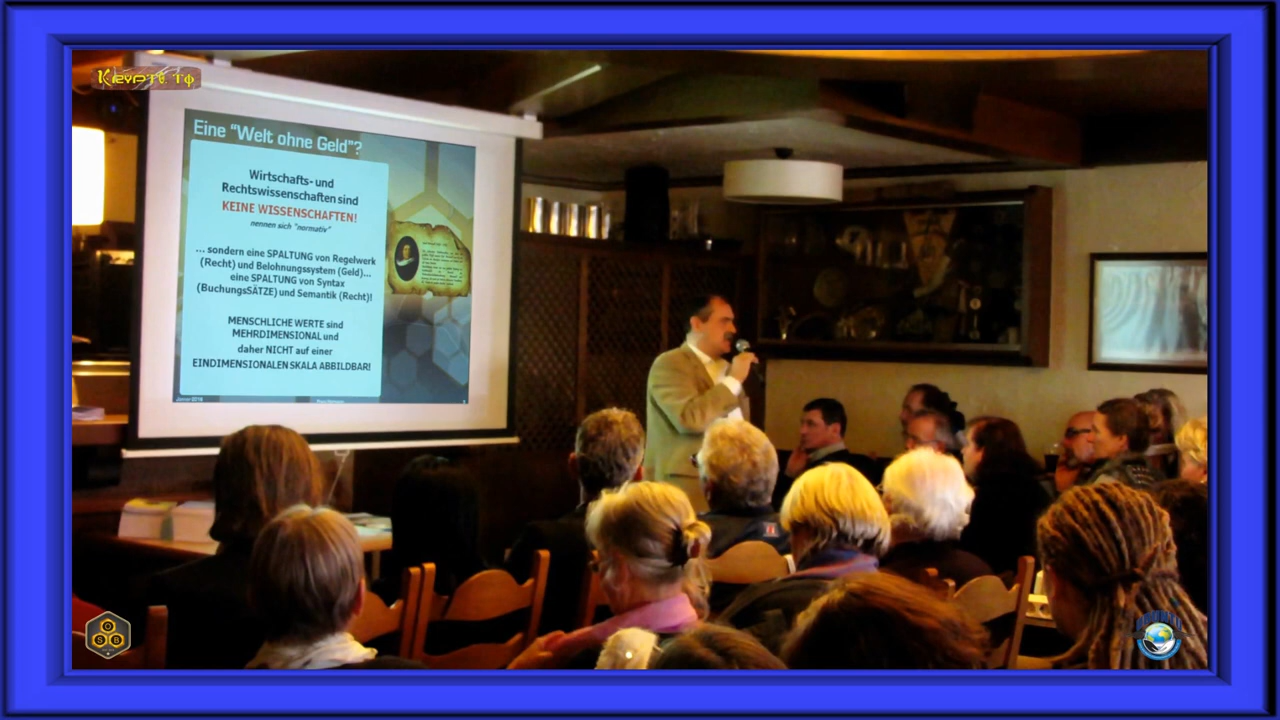 Krypte.tφ
Eine "Welt ohne Geld"?
Wirtschafts- und
Rechtswissenschaften sind
KEINE WISSENSCHAFTEN!
nennen sich "normativ"
... sondern eine SPALTUNG von Regelwerk
(Recht) und Belohnungssystem (Geld)...
eine SPALTUNG von Syntax
(BuchungsSÄTZE) und Semantik (Recht)!
MENSCHLICHE WERTE sind
MEHRDIMENSIONAL und
daher NICHT auf einer
EINDIMENSIONALEN SKALA ABBILDBAR!
O
S B